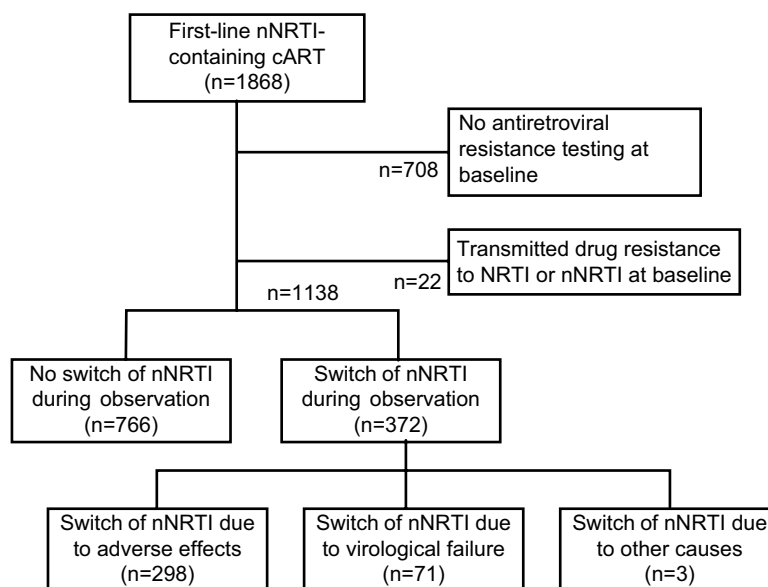 First-line nNRTI-
containing cART
(n=1868)
No antiretroviral
resistance testing at
baseline
n=708
Transmitted drug resistance
to NRTI or nNRTI at baseline
n=22
n=1138
No switch of nNRTI
during observation
(n=766)
Switch of nNRTI
during observation
(n=372)
Switch of nNRTI due
to adverse effects
(n=298)
Switch of nNRTI due
to virological failure
(n=71)
Switch of nNRTI due
to other causes
(n=3)